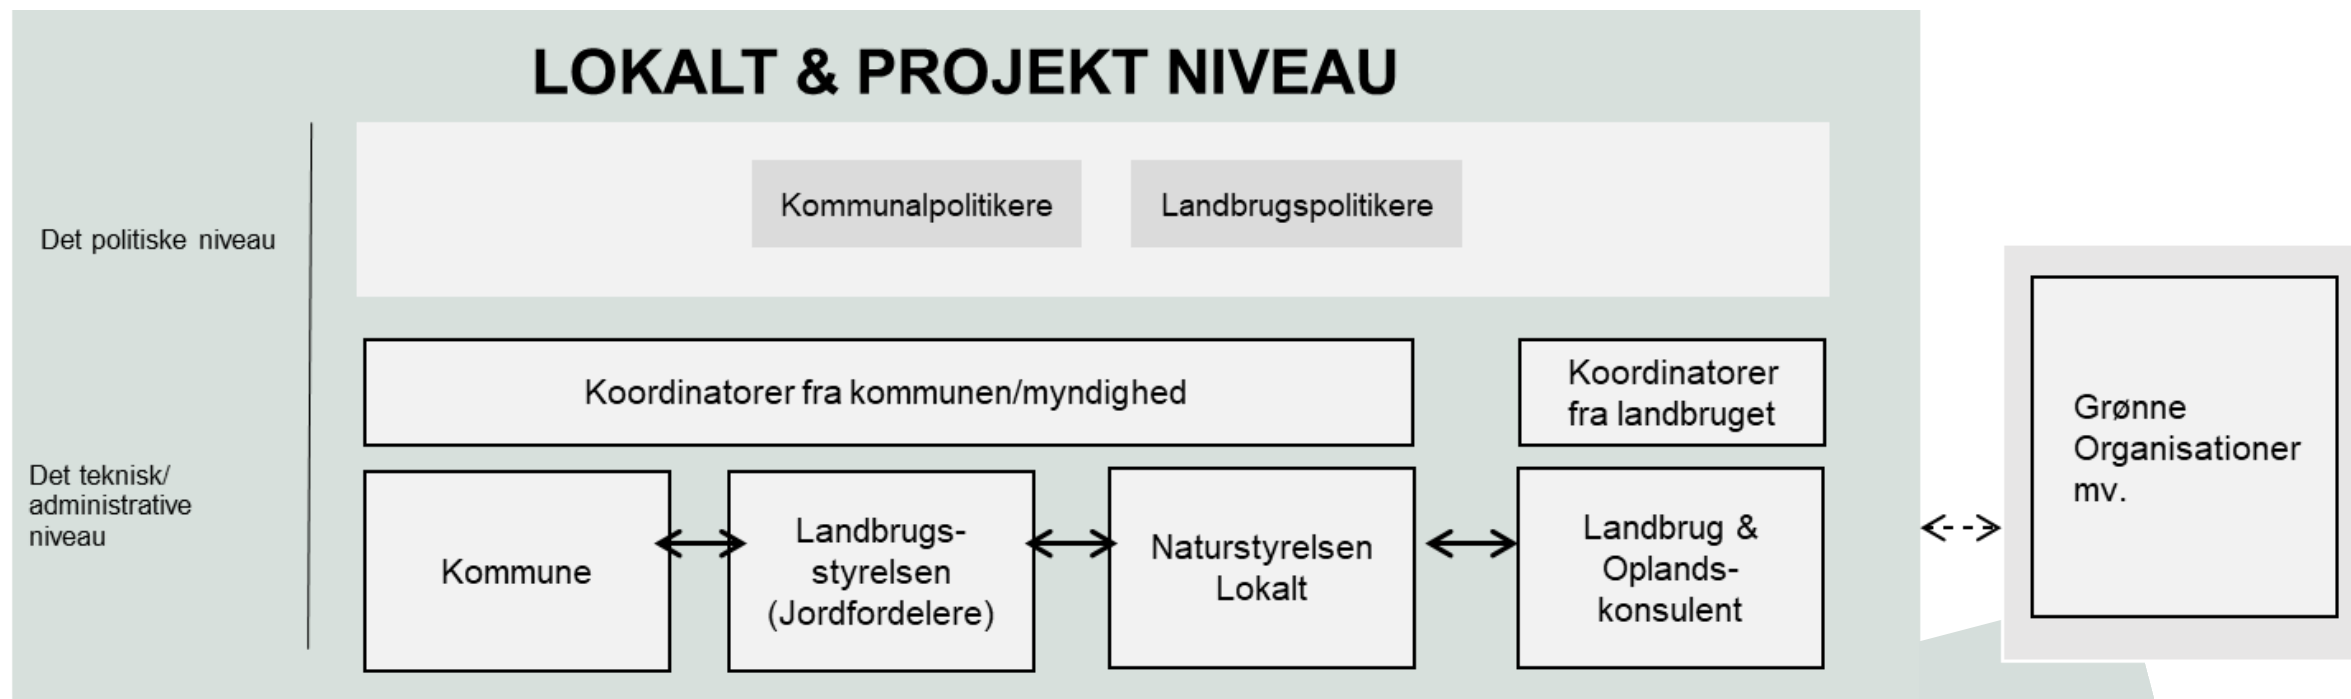 LOKALT & PROJEKT NIVEAU
Det politiske niveau
Kommunalpolitikere
Landbrugspolitikere
Det teknisk/
administrative
niveau
Koordinatorer fra kommunen/myndighed
Koordinatorer
fra landbruget
Kommune
Landbrugs-
styrelsen
(Jordfordelere)
Naturstyrelsen
Lokalt
Landbrug &
Oplands-
konsulent
Grønne
Organisationer
mv.